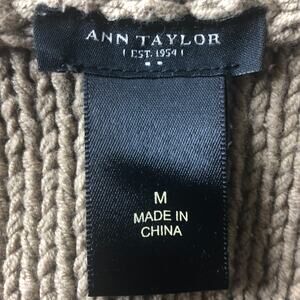 ANN TAYLOR
( EST. 1954 )
M
MADE IN
CHINA